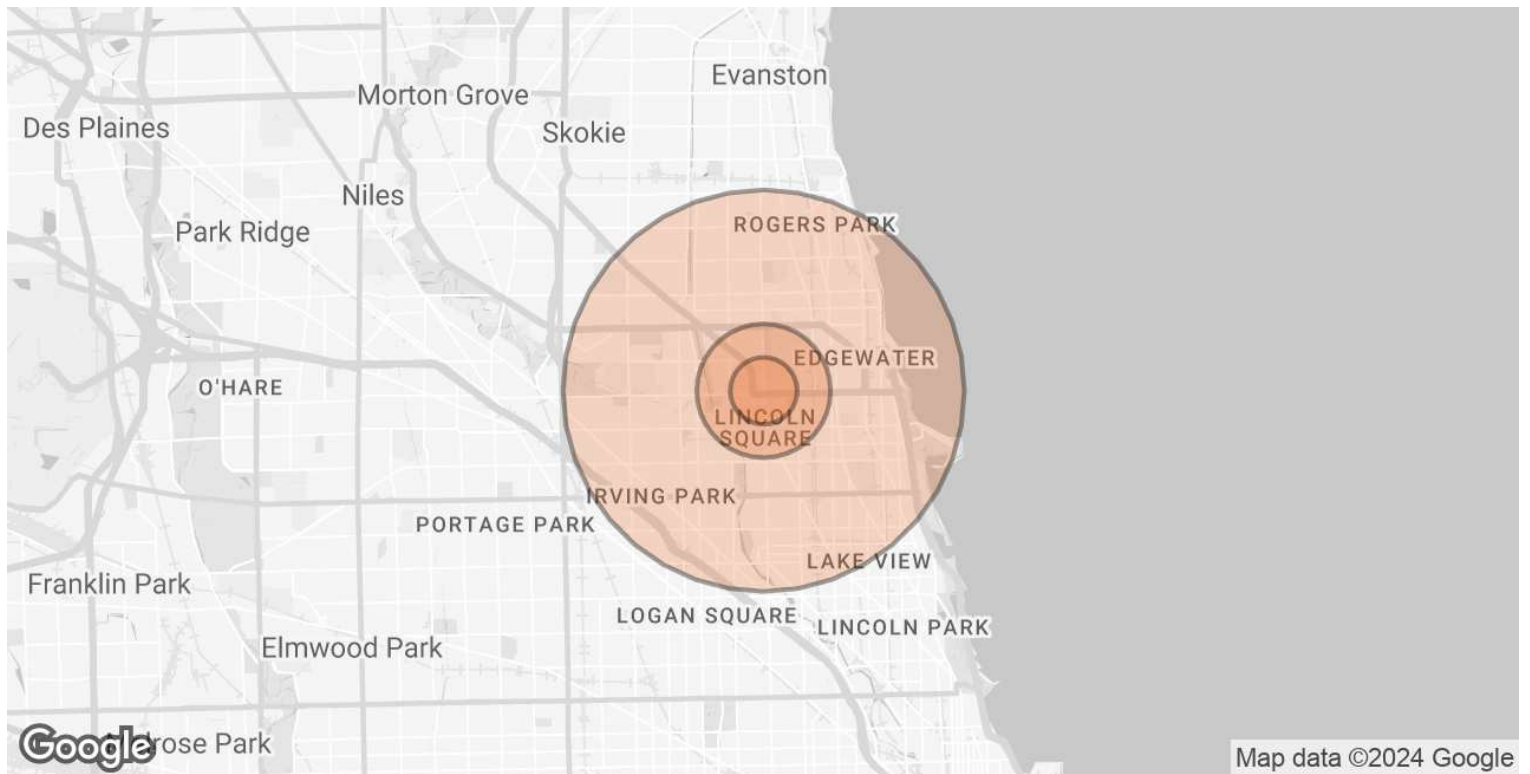 Evanston
Morton Grove
Des Plaines
Skokie
Niles
ROGERS PARK
Park Ridge
EDGEWATER
O'HARE
LINCOLN
SQUARE
IRVING PARK
PORTAGE PARK
LAKE VIEW
Franklin Park
LOGAN SQUARE
LINCOLN PARK
Elmwood Park
Google
Melrose Park
Map data ©2024 Google